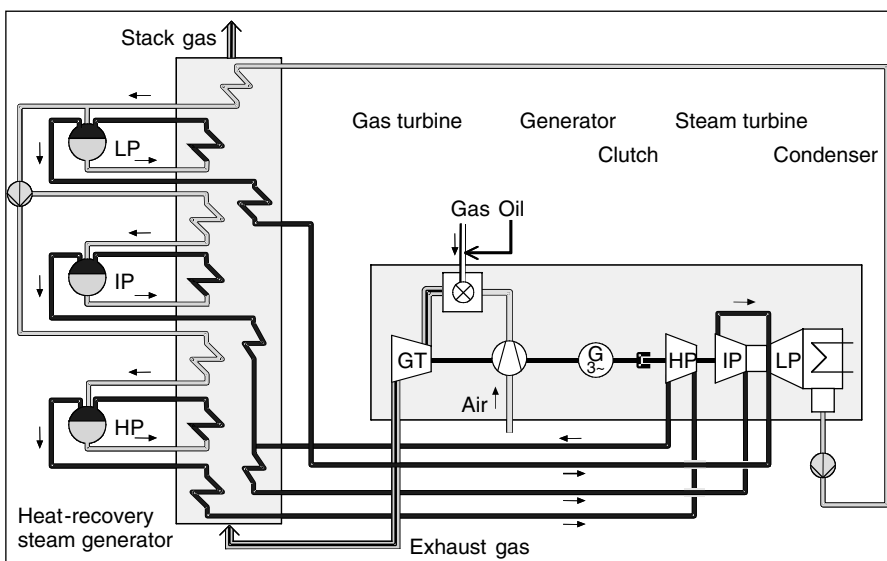 Stack gas
Gas turbine
Generator
Steam turbine
Clutch
Condenser
LP
Gas Oil
IP
GT
G
3~
HP
IP
LP
Air
HP
Heat-recovery
steam generator
Exhaust gas